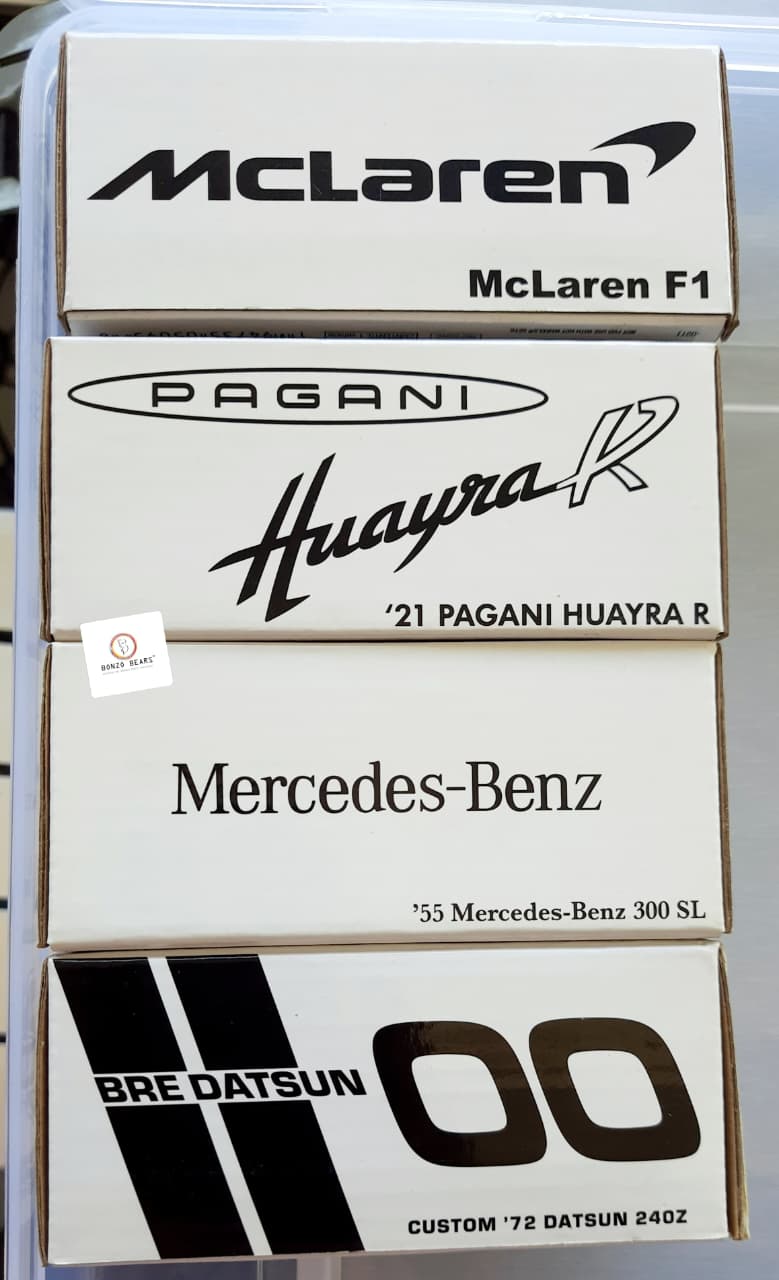 McLaren
McLaren F1
PAGANI
Huayra R
'21 PAGANI HUAYRA R
BONZO BEARS
Mercedes-Benz
'55 Mercedes-Benz 300 SL
BRE DATSUN
00
CUSTOM '72 DATSUN 240Z